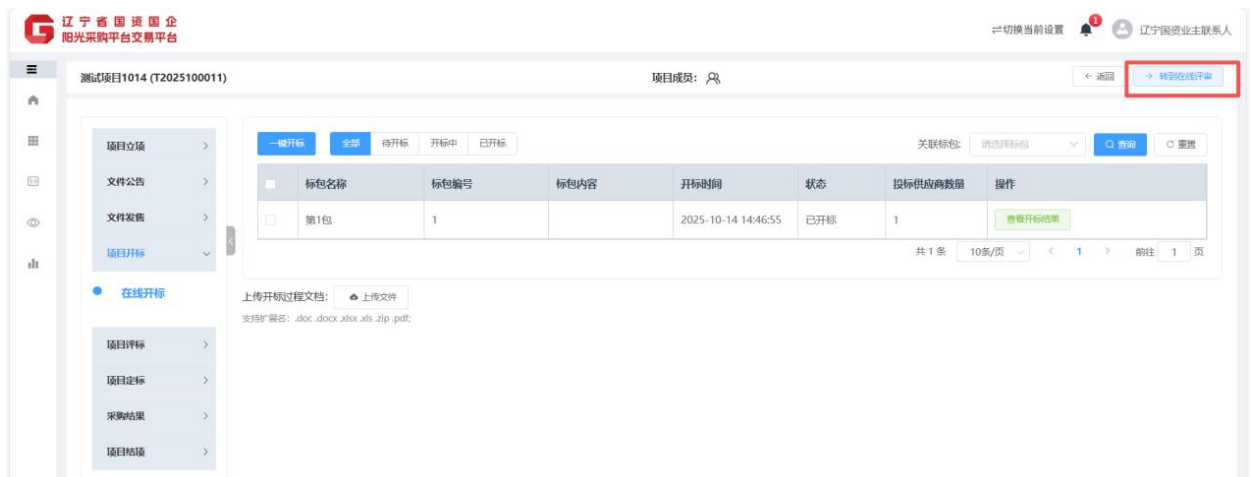 辽宁省国资国企
阳光采购平台交易平台
切换当前设置
1
辽宁国资业主联系人
测试项目1014 (T2025100011)
项目成员：
← 返回
→ 转到在线评审
项目立项
文件公告
文件发售
项目开标
在线开标
项目评标
项目定标
采购结果
项目结项
一键开标 全部 待开标 开标中 已开标
关联标包: 请选择标包 查询 重置
标包名称 标包编号 标包内容 开标时间 状态 投标供应商数量 操作
第1包 1 2025-10-14 14:46:55 已开标 1 查看开标结果
共 1 条 10条/页 < 1 > 前往 1 页
上传开标过程文档： 上传文件
支持扩展名：.doc .docx .xlsx .xls .zip .pdf;